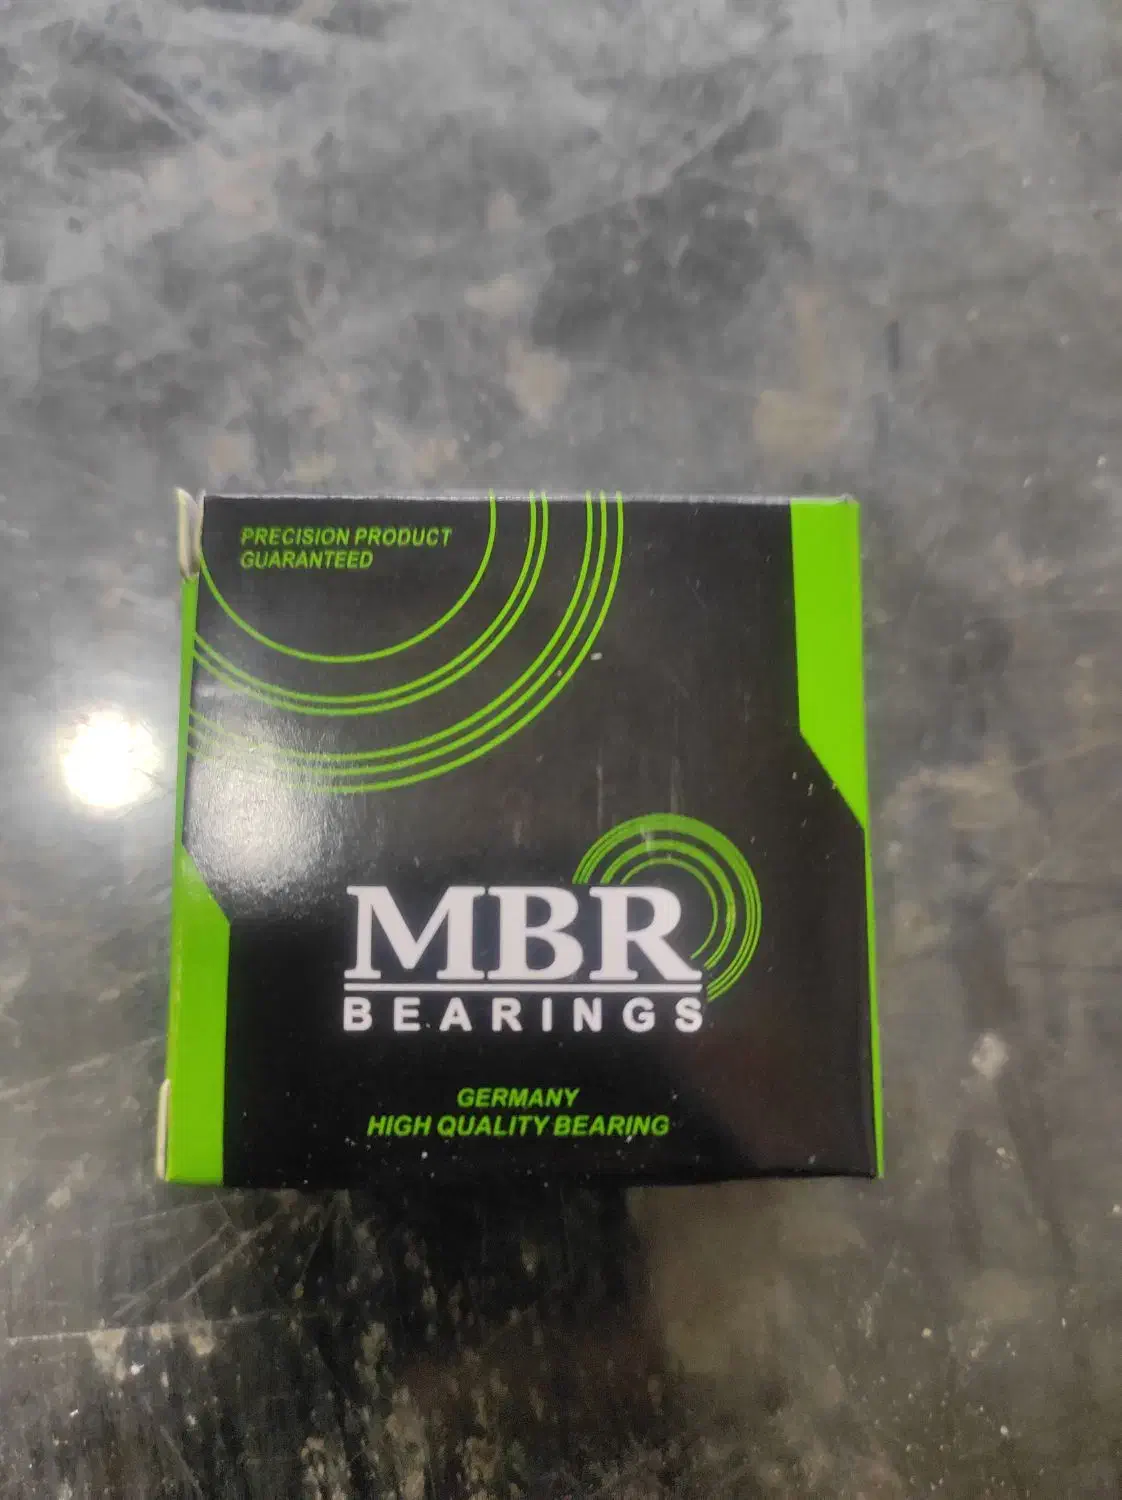 PRECISION PRODUCT
GUARANTEED
MBR
BEARINGS
GERMANY
HIGH QUALITY BEARING